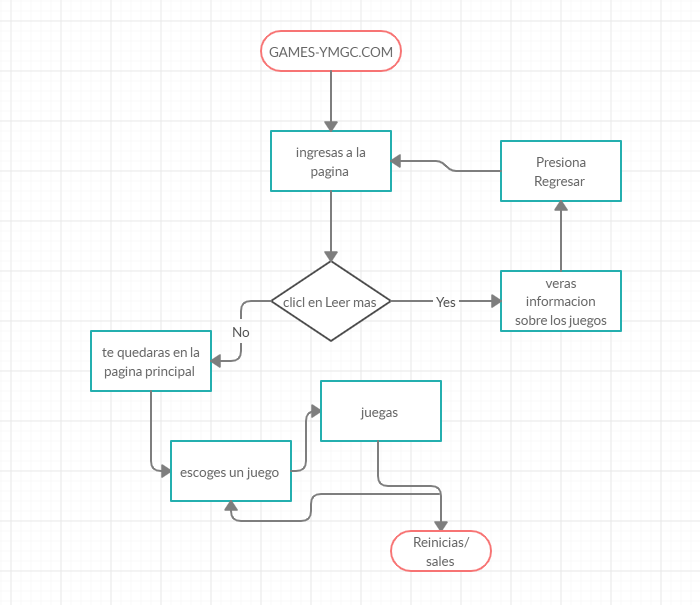 GAMES-YMGC.COM
ingresas a la
pagina
Presiona
Regresar
clicl en Leer mas
Yes
veras
informacion
sobre los juegos
No
te quedaras en la
pagina principal
juegas
escoges un juego
Reinicias/
sales